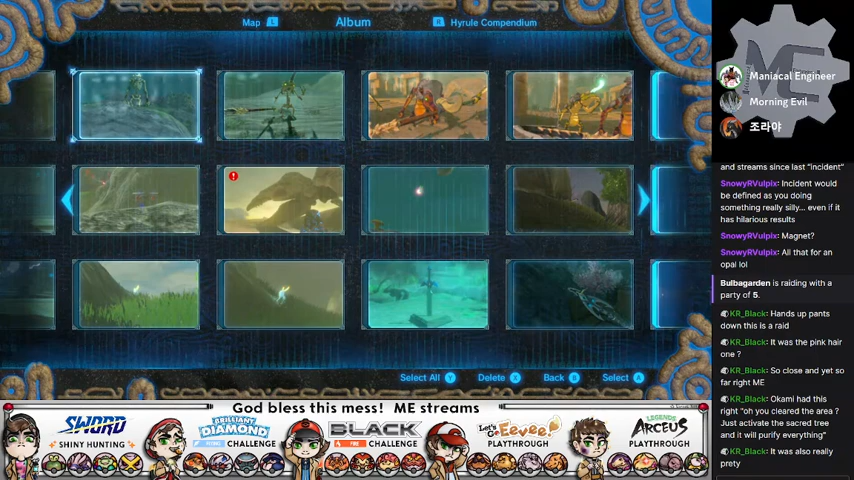 Map L
Album
R Hyrule Compendium
ME
Maniacal Engineer
Morning Evil
조라야
and streams since last "incident"
SnowyRVulpix: Incident would
be defined as you doing
something really silly... even if it
has hilarious results
SnowyRVulpix: Magnet?
SnowyRVulpix: All that for an
opal lol
Bulbagarden is raiding with a
party of 5.
KR_Black: Hands up pants
down this is a raid
KR_Black: It was the pink hair
one ?
KR_Black: So close and yet so
far right ME
KR_Black: Okami had this
right "oh you cleared the area ?
Just activate the sacred tree
and it will purify everything"
KR_Black: It was also really
prety
!
Select All Y
Delete X
Back B
Select A
God bless this mess! ME streams
SWORD
SHINY HUNTING
BRILLIANT
DIAMOND
CHALLENGE
BLACK
FIRE CHALLENGE
Let's Go Eevee!
PLAYTHROUGH
LEGENDS
ARCEUS
PLAYTHROUGH